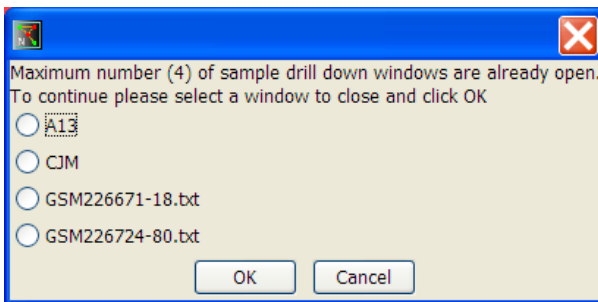 N
Maximum number (4) of sample drill down windows are already open.
To continue please select a window to close and click OK
A13
CJM
GSM226671-18.txt
GSM226724-80.txt
OK Cancel